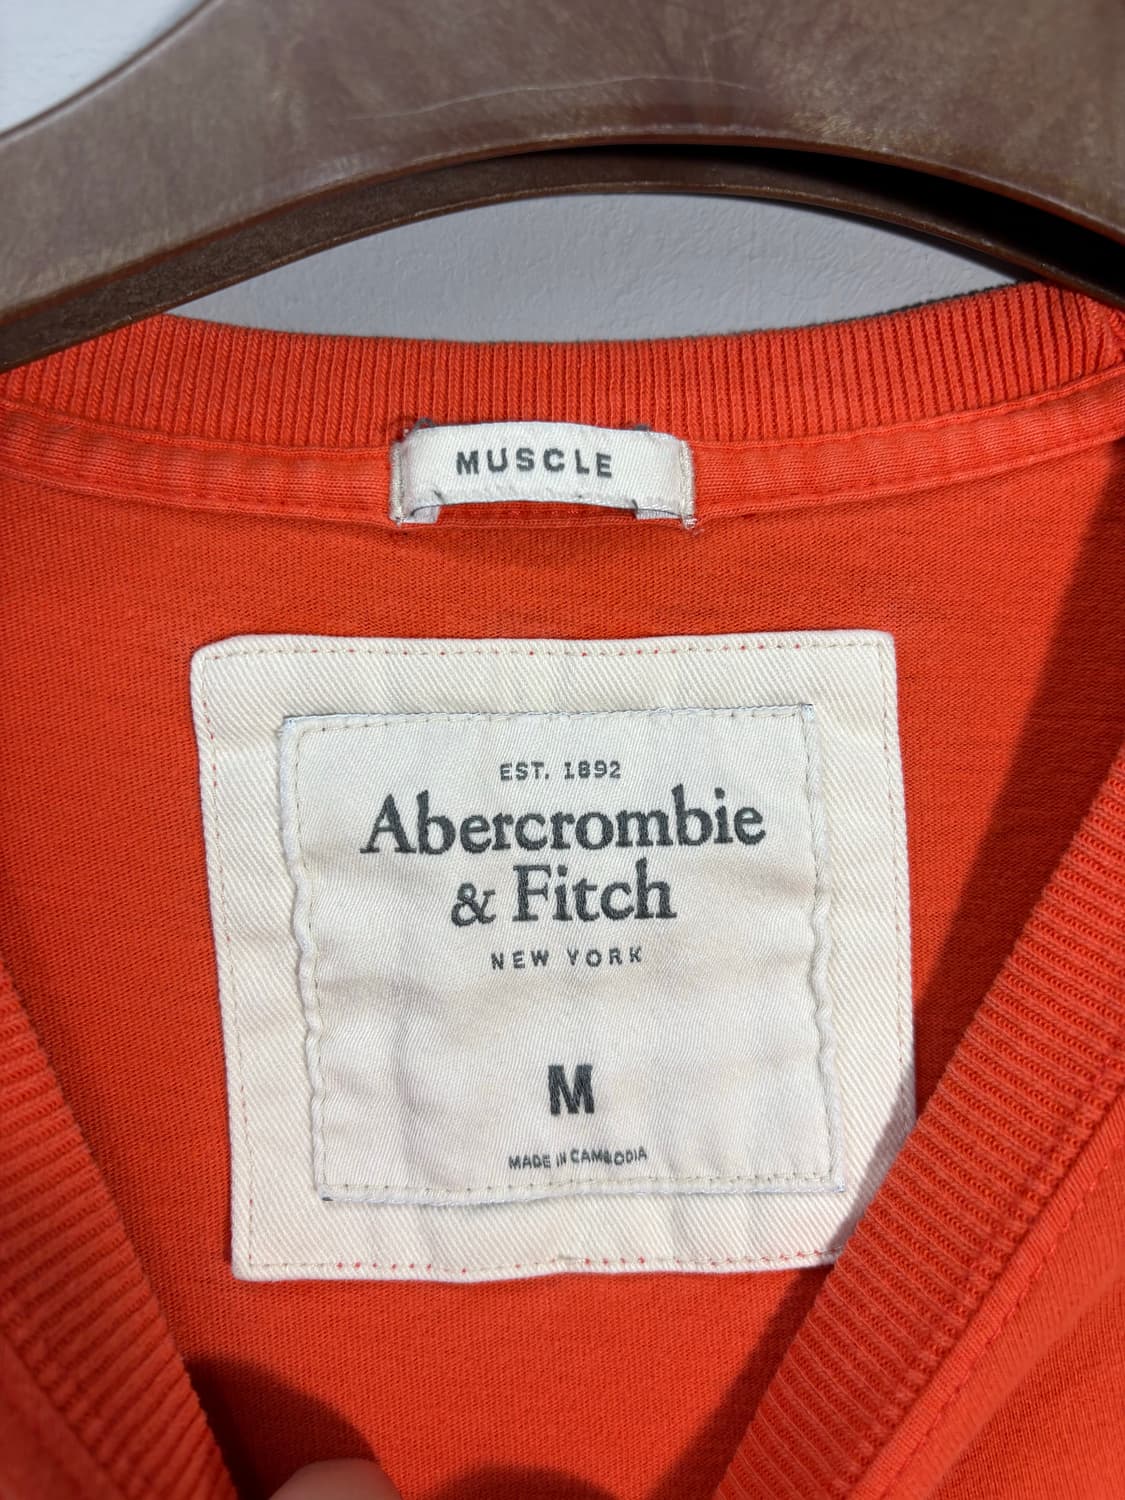 MUSCLE
EST. 1892
Abercrombie
& Fitch
NEW YORK
M
MADE IN CAMBODIA